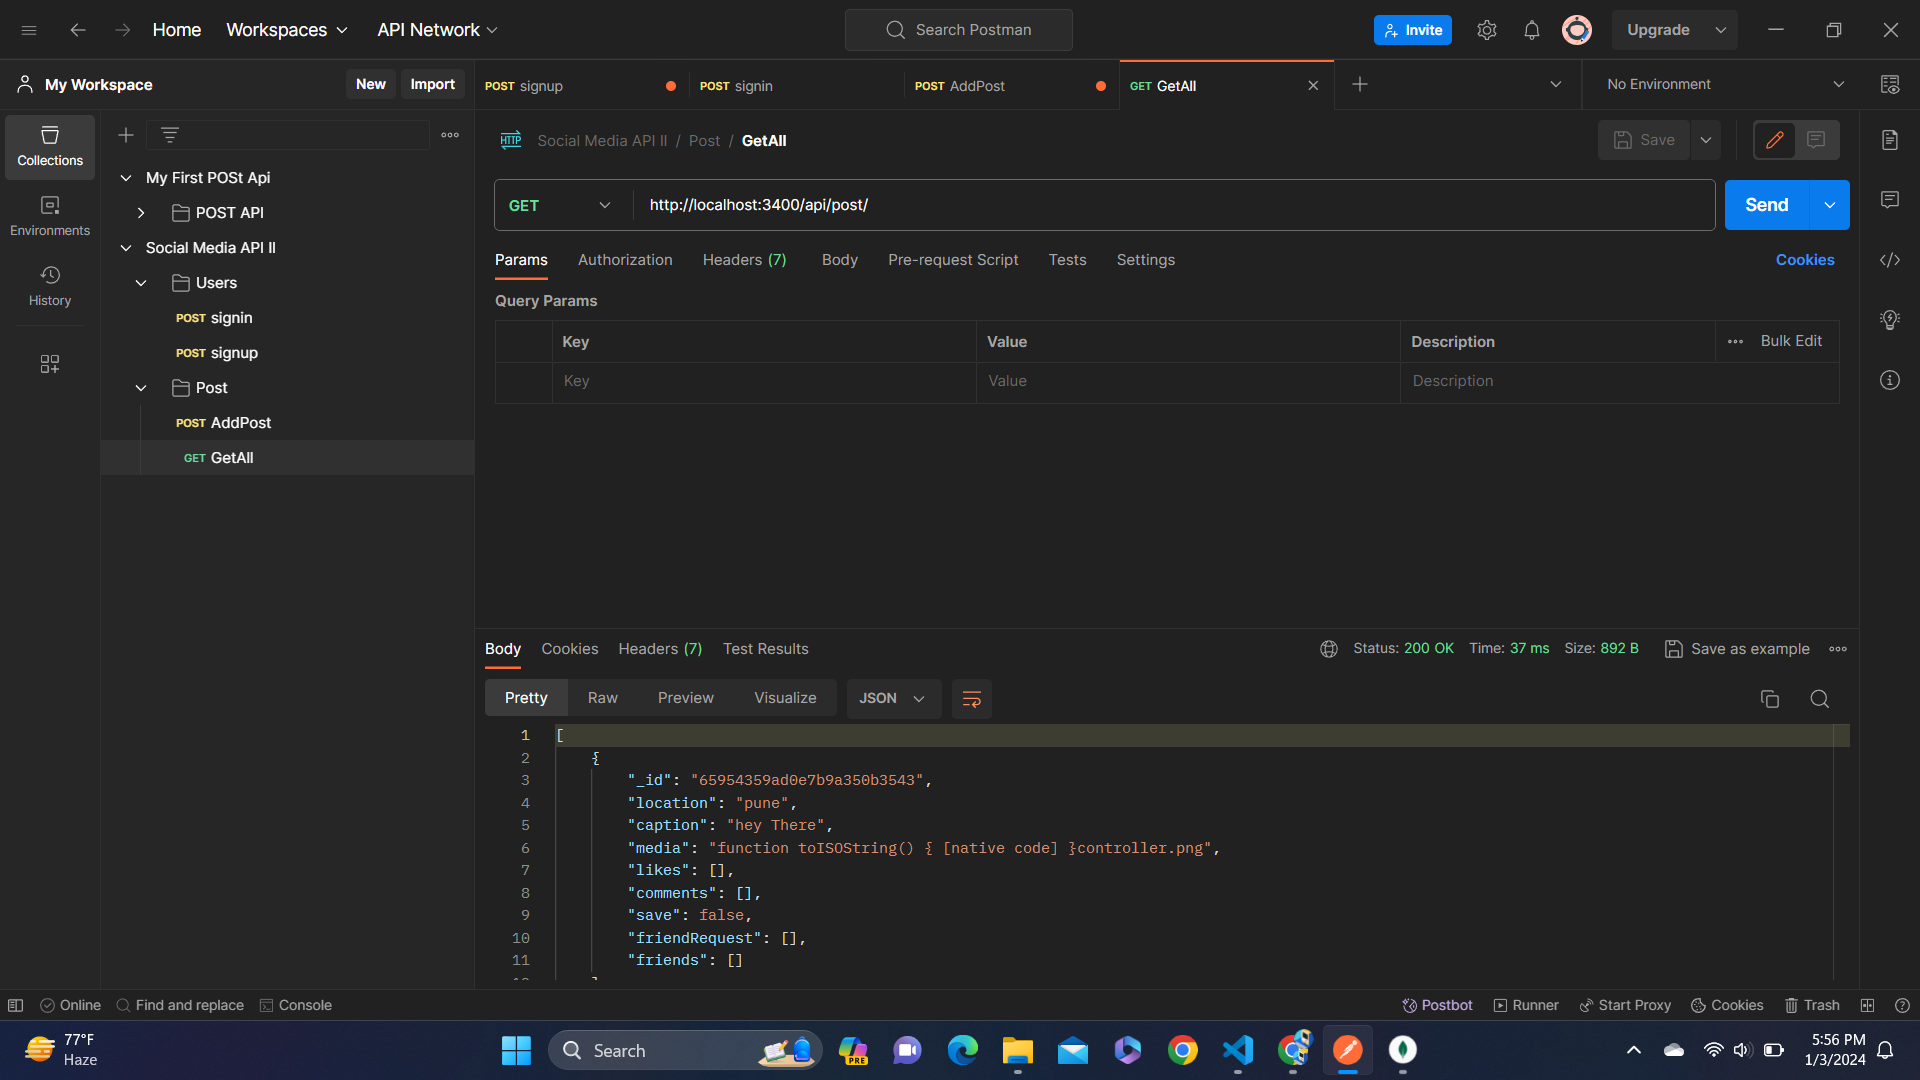 Home Workspaces API Network Search Postman Invite Upgrade
My Workspace New Import POST signup POST signin POST AddPost GET GetAll No Environment
Collections
Environments
History
My First POSt Api
POST API
Social Media API II
Users
POST signin
POST signup
Post
POST AddPost
GET GetAll
HTTP Social Media API II / Post / GetAll Save
GET http://localhost:3400/api/post/ Send
Params Authorization Headers (7) Body Pre-request Script Tests Settings Cookies
Query Params
Key Value Description Bulk Edit
Key Value Description
Body Cookies Headers (7) Test Results Status: 200 OK Time: 37 ms Size: 892 B Save as example
Pretty Raw Preview Visualize JSON
1 [
2 {
3 "_id": "65954359ad0e7b9a350b3543",
4 "location": "pune",
5 "caption": "hey There",
6 "media": "function toISOString() { [native code] }controller.png",
7 "likes": [],
8 "comments": [],
9 "save": false,
10 "friendRequest": [],
11 "friends": []
Online Find and replace Console Postbot Runner Start Proxy Cookies Trash
77°F
Haze
Search
PRE
5:56 PM
1/3/2024